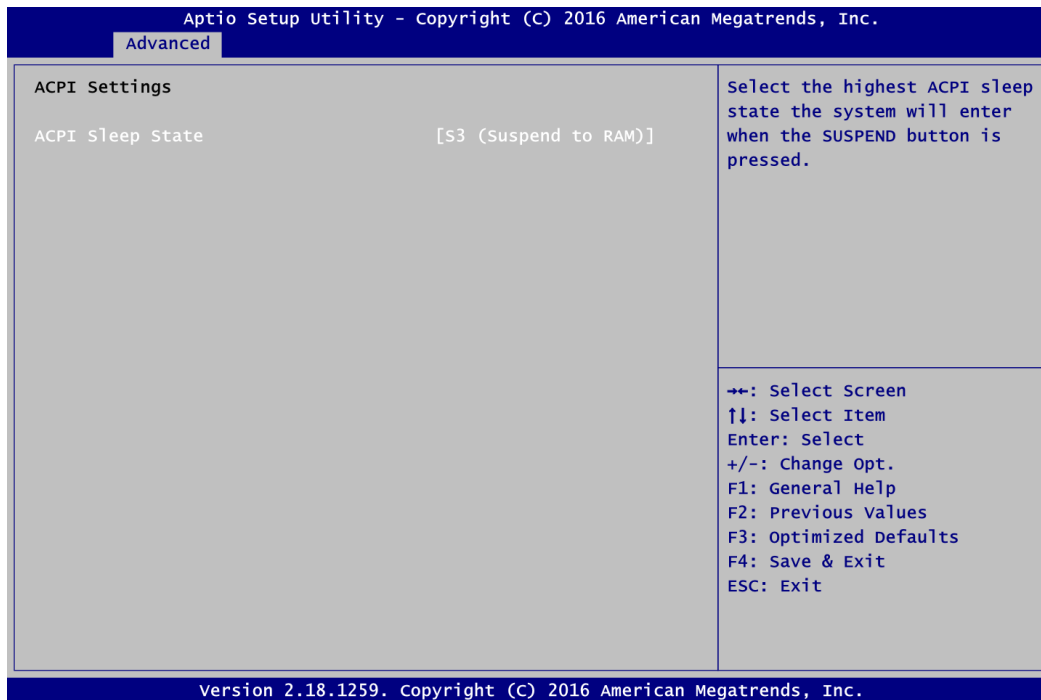 Aptio Setup Utility - Copyright (C) 2016 American Megatrends, Inc.
Advanced
ACPI Settings
ACPI Sleep State [S3 (Suspend to RAM)]
Select the highest ACPI sleep
state the system will enter
when the SUSPEND button is
pressed.
→←: Select Screen
↑↓: Select Item
Enter: Select
+/-: Change Opt.
F1: General Help
F2: Previous Values
F3: Optimized Defaults
F4: Save & Exit
ESC: Exit
Version 2.18.1259. Copyright (C) 2016 American Megatrends, Inc.